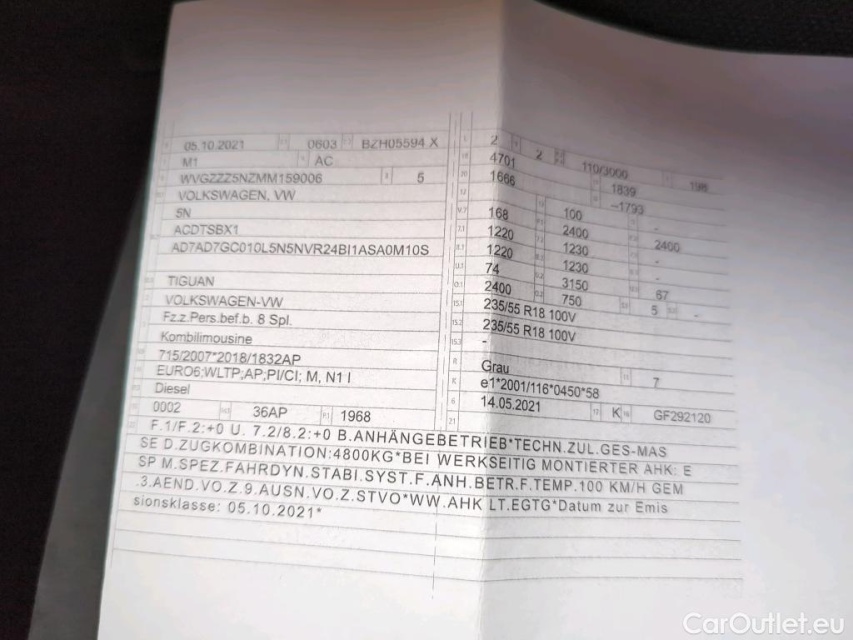 05.10.2021 0603 BZH05594 X
M1 AC
WVGZZZ5NZMM159006 5
VOLKSWAGEN, VW
5N
ACDTSBX1
AD7AD7GC010L5N5NVR24BI1ASA0M10S
TIGUAN
VOLKSWAGEN-VW
Fz.z.Pers.bef.b. 8 Spl.
Kombilimousine
715/2007*2018/1832AP
EURO6;WLTP;AP;PI/CI; M, N1 I
Diesel
0002 36AP 1968
2 2 110/3000 198
4701 1839
1666 –1793
168 100 -
1220 2400 2400
1220 1230 -
74 1230 -
2400 3150 67
750 5 -
235/55 R18 100V
235/55 R18 100V
-
Grau 7
e1*2001/116*0450*58
14.05.2021 K GF292120
F.1/F.2:+0 U. 7.2/8.2:+0 B.ANHÄNGEBETRIEB*TECHN.ZUL.GES-MAS
SE D.ZUGKOMBINATION:4800KG*BEI WERKSEITIG MONTIERTER AHK: E
SP M.SPEZ.FAHRDYN.STABI.SYST.F.ANH.BETR.F.TEMP.100 KM/H GEM
.3.AEND.VO.Z.9.AUSN.VO.Z.STVO*WW.AHK LT.EGTG*Datum zur Emis
sionsklasse: 05.10.2021*
CarOutlet.eu